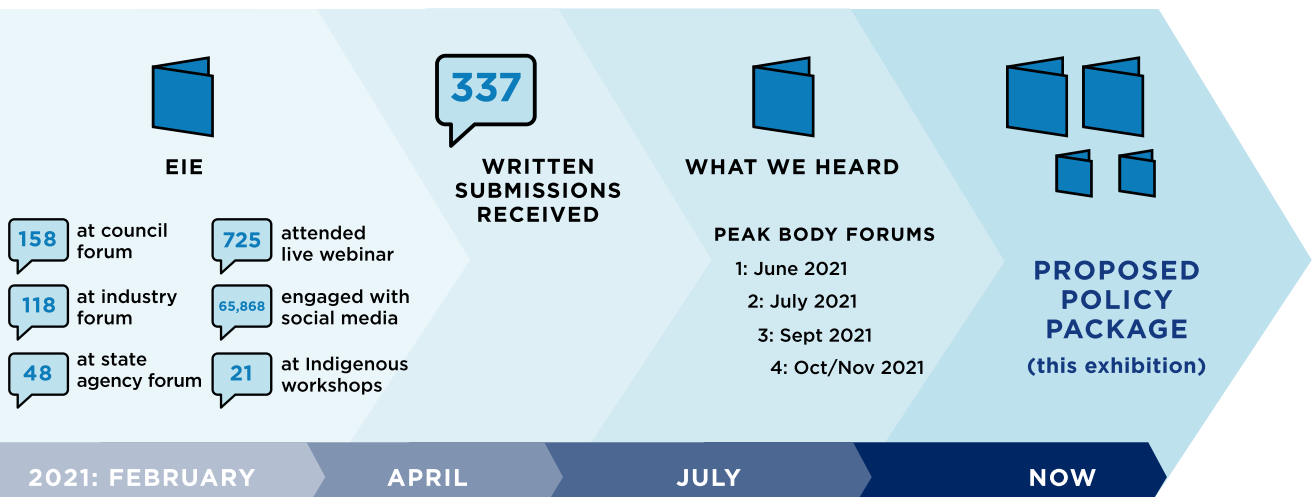 EIE
158
at council
forum
725
attended
live webinar
118
at industry
forum
65,868
engaged with
social media
48
at state
agency forum
21
at Indigenous
workshops
337
WRITTEN
SUBMISSIONS
RECEIVED
WHAT WE HEARD
PEAK BODY FORUMS
1: June 2021
2: July 2021
3: Sept 2021
4: Oct/Nov 2021
PROPOSED
POLICY
PACKAGE
(this exhibition)
2021: FEBRUARY
APRIL
JULY
NOW